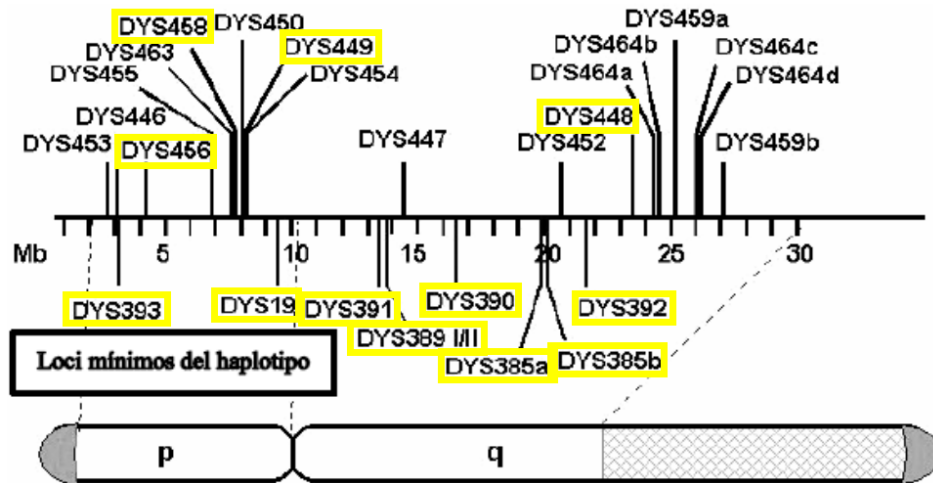 DYS459a
DYS458
DYS450
DYS464b
DYS464c
DYS463
DYS449
DYS455
DYS454
DYS464a
DYS464d
DYS446
DYS448
DYS453
DYS456
DYS447
DYS452
DYS459b
Mb 5 10 15 20 25 30
DYS393
DYS19
DYS391
DYS390
DYS392
DYS389 I/II
DYS385a
DYS385b
Loci mínimos del haplotipo
p
q